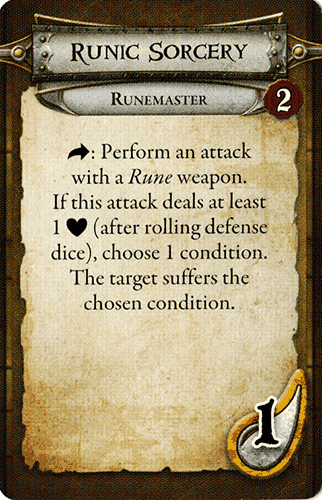 Runic Sorcery
Runemaster
2
: Perform an attack
with a Rune weapon.
If this attack deals at least
1 ♥ (after rolling defense
dice), choose 1 condition.
The target suffers the
chosen condition.
1